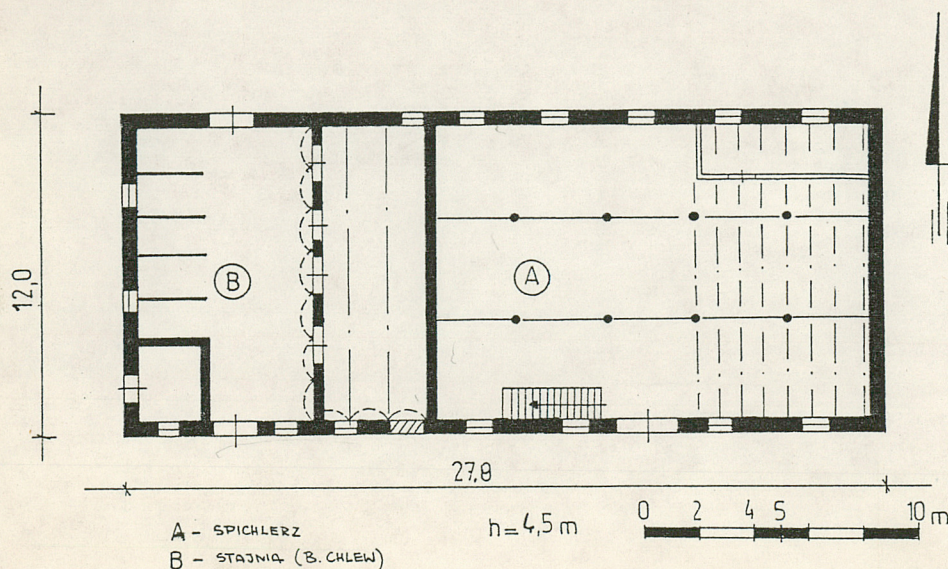 B
A
12,0
27,8
A - SPICHLERZ
B - STAJNIA (B. CHLEW)
h= 4,5 m
0 2 4 5 10 m